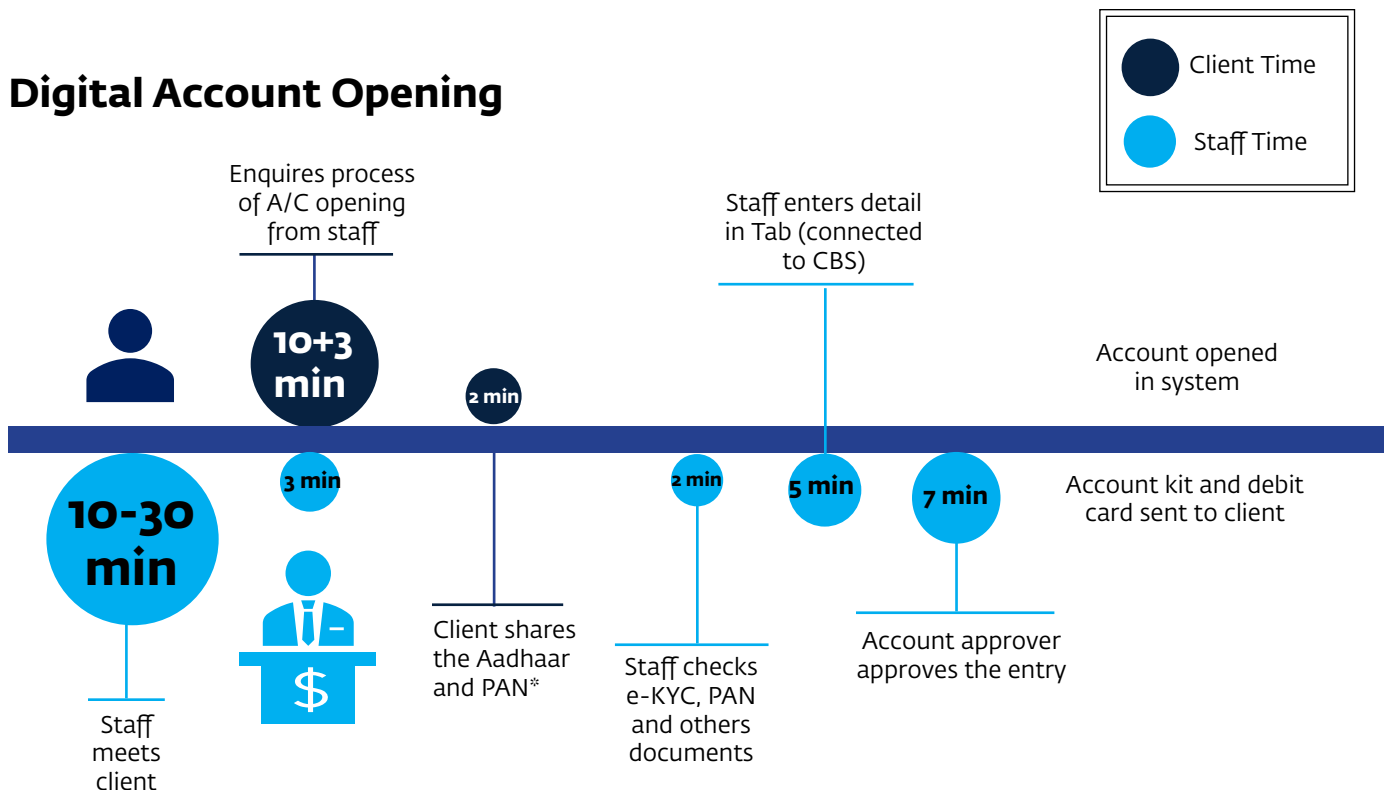 Digital Account Opening
Client Time
Staff Time
Enquires process
of A/C opening
from staff
Staff enters detail
in Tab (connected
to CBS)
10+3
min
2 min
Account opened
in system
10-30
min
3 min
2 min
5 min
7 min
Account kit and debit
card sent to client
$
Staff
meets
client
Client shares
the Aadhaar
and PAN*
Staff checks
e-KYC, PAN
and others
documents
Account approver
approves the entry